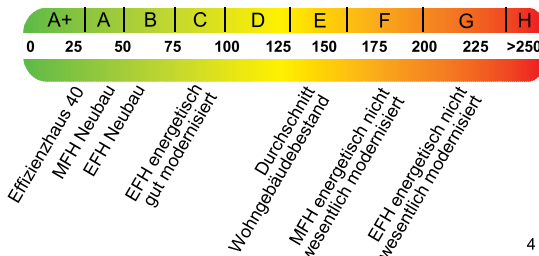 A+ A B C D E F G H
0 25 50 75 100 125 150 175 200 225 >250
Effizienzhaus 40
MFH Neubau
EFH Neubau
EFH energetisch
gut modernisiert
Durchschnitt
Wohngebäudebestand
MFH energetisch nicht
wesentlich modernisiert
EFH energetisch nicht
wesentlich modernisiert
4